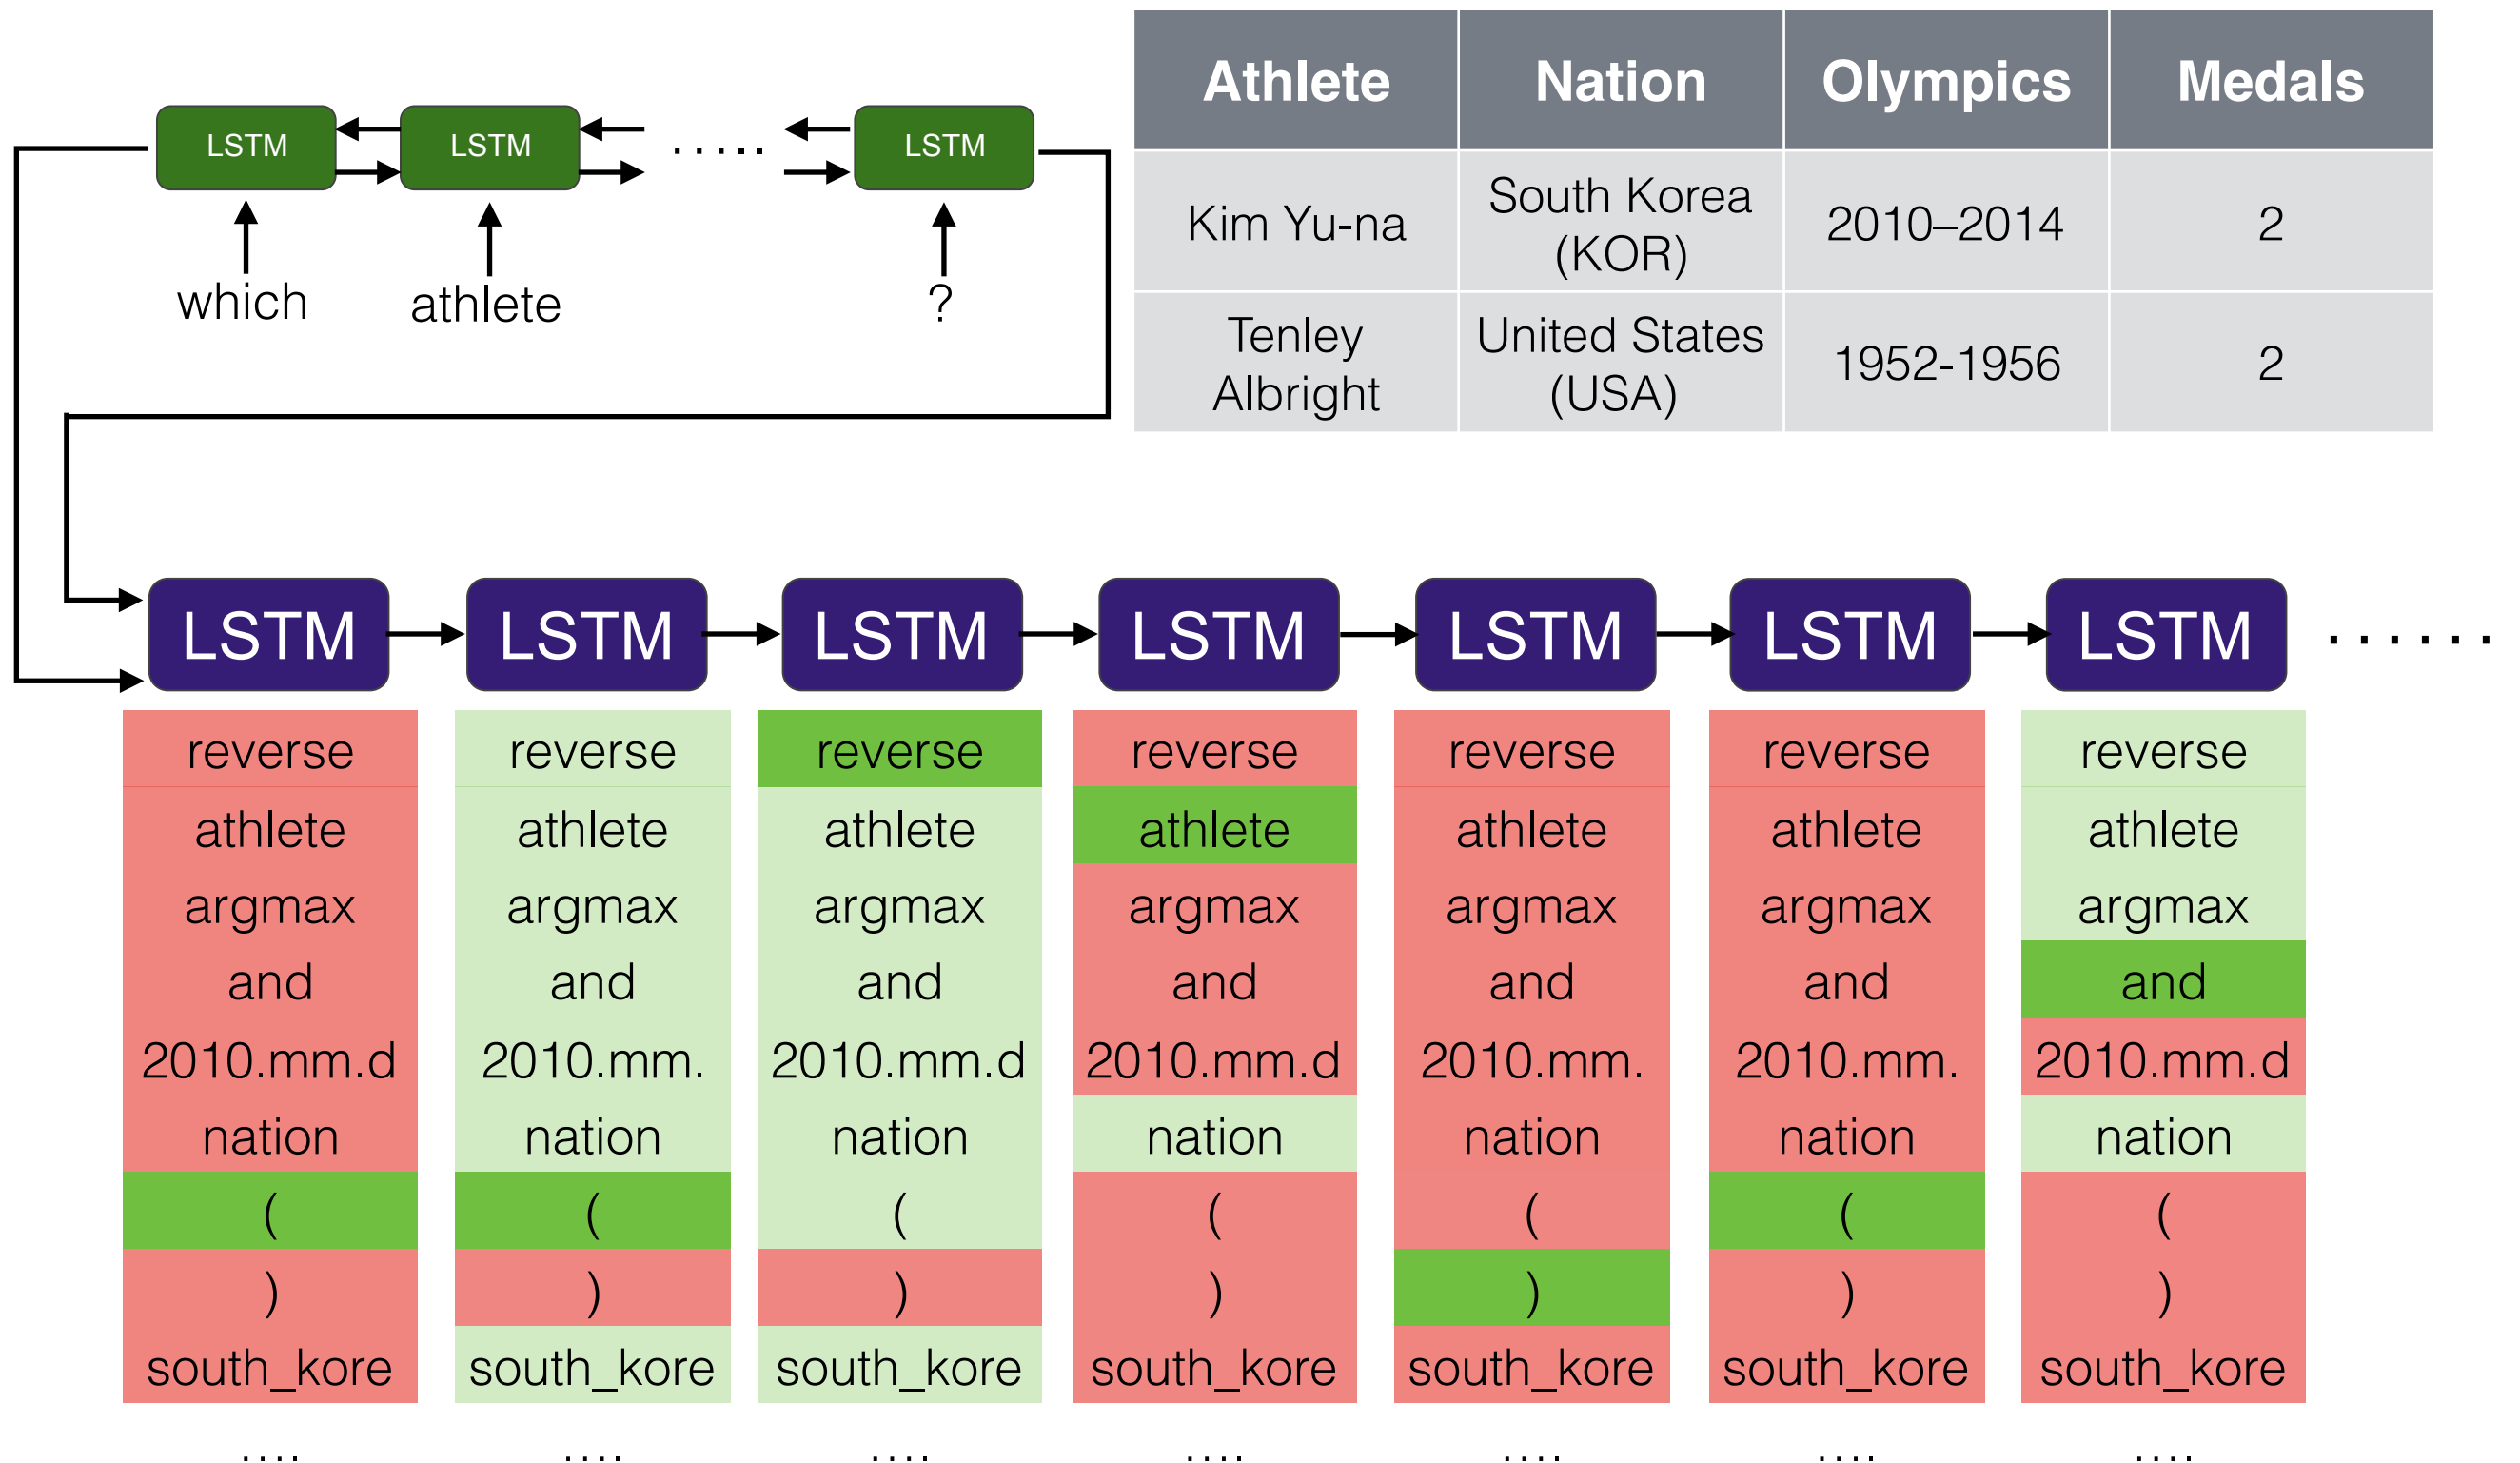 LSTM LSTM ..... LSTM
which athlete ?
Athlete Nation Olympics Medals
Kim Yu-na South Korea (KOR) 2010–2014 2
Tenley Albright United States (USA) 1952-1956 2
LSTM LSTM LSTM LSTM LSTM LSTM LSTM ......
reverse reverse reverse reverse reverse reverse reverse
athlete athlete athlete athlete athlete athlete athlete
argmax argmax argmax argmax argmax argmax argmax
and and and and and and and
2010.mm.d 2010.mm. 2010.mm.d 2010.mm.d 2010.mm. 2010.mm. 2010.mm.d
nation nation nation nation nation nation nation
( ( ( ( ( ( (
) ) ) ) ) ) )
south_kore south_kore south_kore south_kore south_kore south_kore south_kore
.... .... .... .... .... .... ....